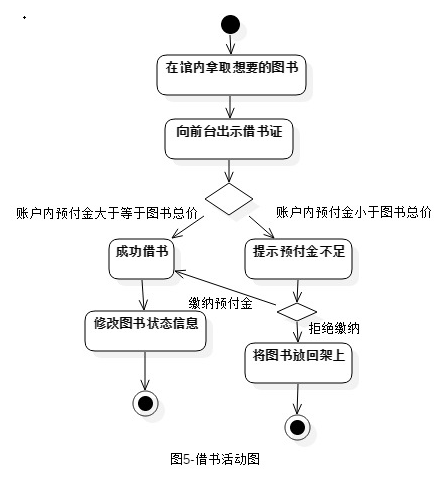 在馆内拿取想要的图书
向前台出示借书证
账户内预付金大于等于图书总价
账户内预付金小于图书总价
成功借书
提示预付金不足
缴纳预付金
修改图书状态信息
拒绝缴纳
将图书放回架上
图5-借书活动图